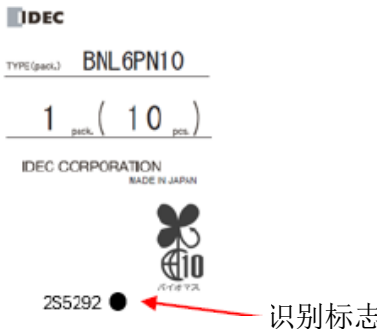 IDEC
TYPE(pack.) BNL6PN10
1 pack. ( 10 pcs. )
IDEC CORPORATION
MADE IN JAPAN
10
バイオマス
2S5292 ●
识别标志